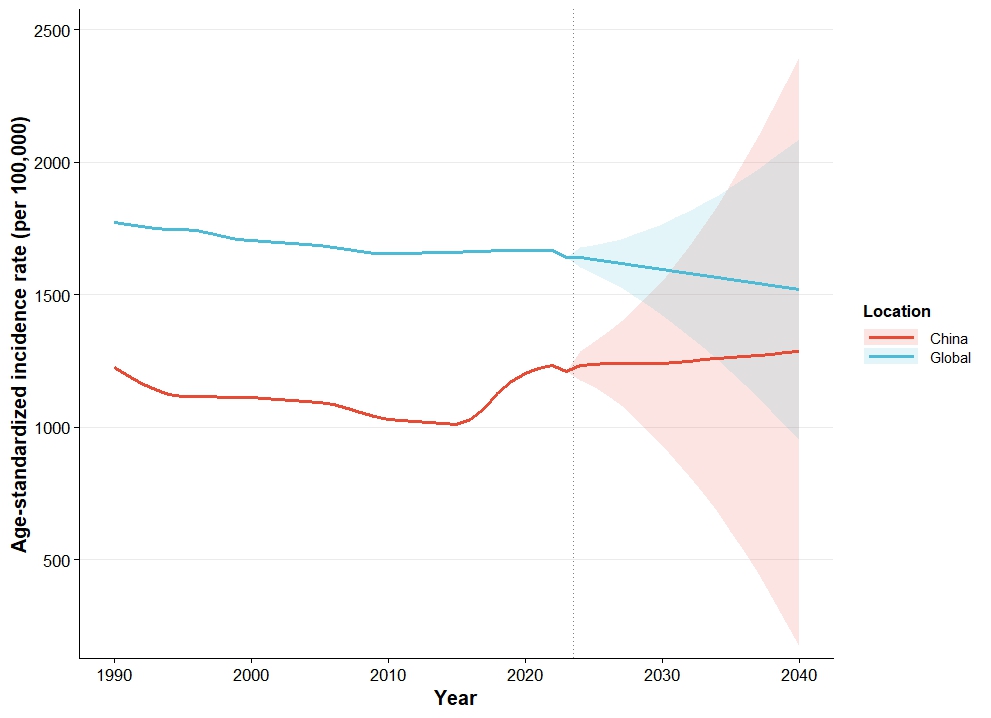 Age-standardized incidence rate (per 100,000)
2500
2000
1500
1000
500
1990 2000 2010 2020 2030 2040
Year
Location
China
Global